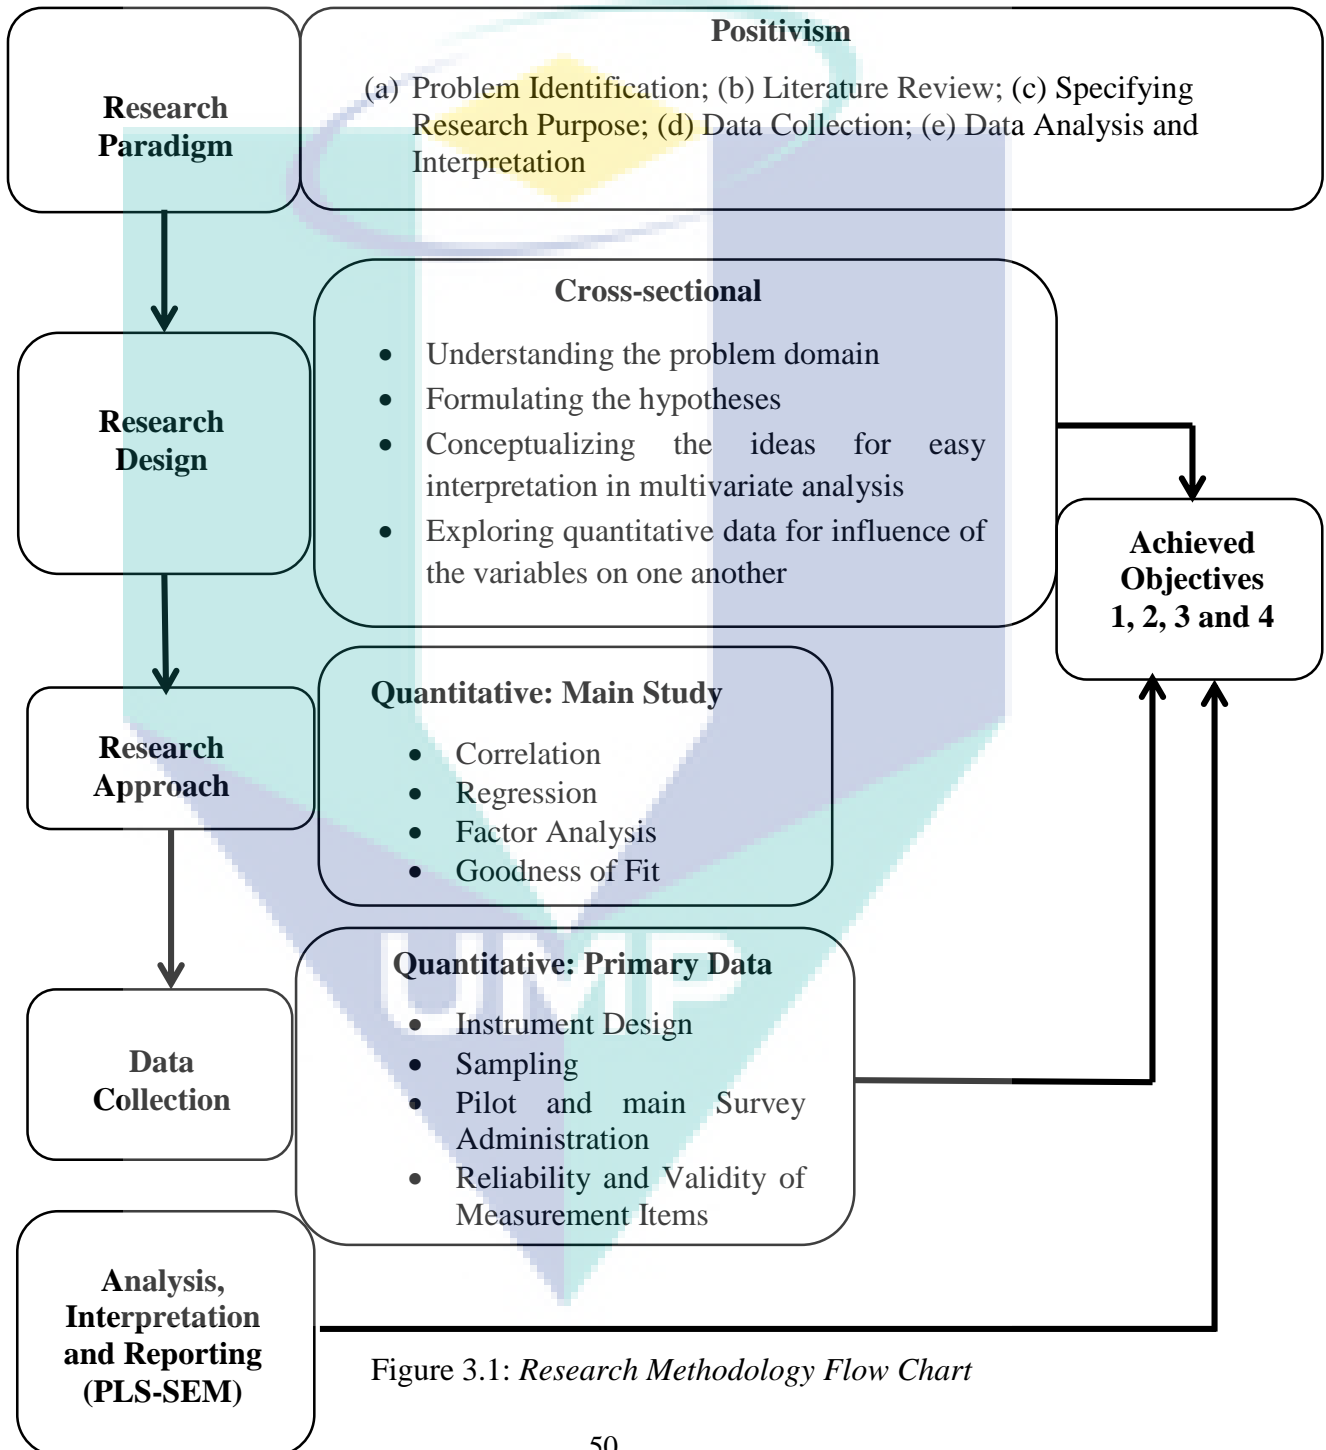 Research
Paradigm
Positivism
(a) Problem Identification; (b) Literature Review; (c) Specifying
Research Purpose; (d) Data Collection; (e) Data Analysis and
Interpretation
Research
Design
Cross-sectional
• Understanding the problem domain
• Formulating the hypotheses
• Conceptualizing the ideas for easy
interpretation in multivariate analysis
• Exploring quantitative data for influence of
the variables on one another
Achieved
Objectives
1, 2, 3 and 4
Research
Approach
Quantitative: Main Study
• Correlation
• Regression
• Factor Analysis
• Goodness of Fit
UMP
Data
Collection
Quantitative: Primary Data
• Instrument Design
• Sampling
• Pilot and main Survey
Administration
• Reliability and Validity of
Measurement Items
Analysis,
Interpretation
and Reporting
(PLS-SEM)
Figure 3.1: Research Methodology Flow Chart
50